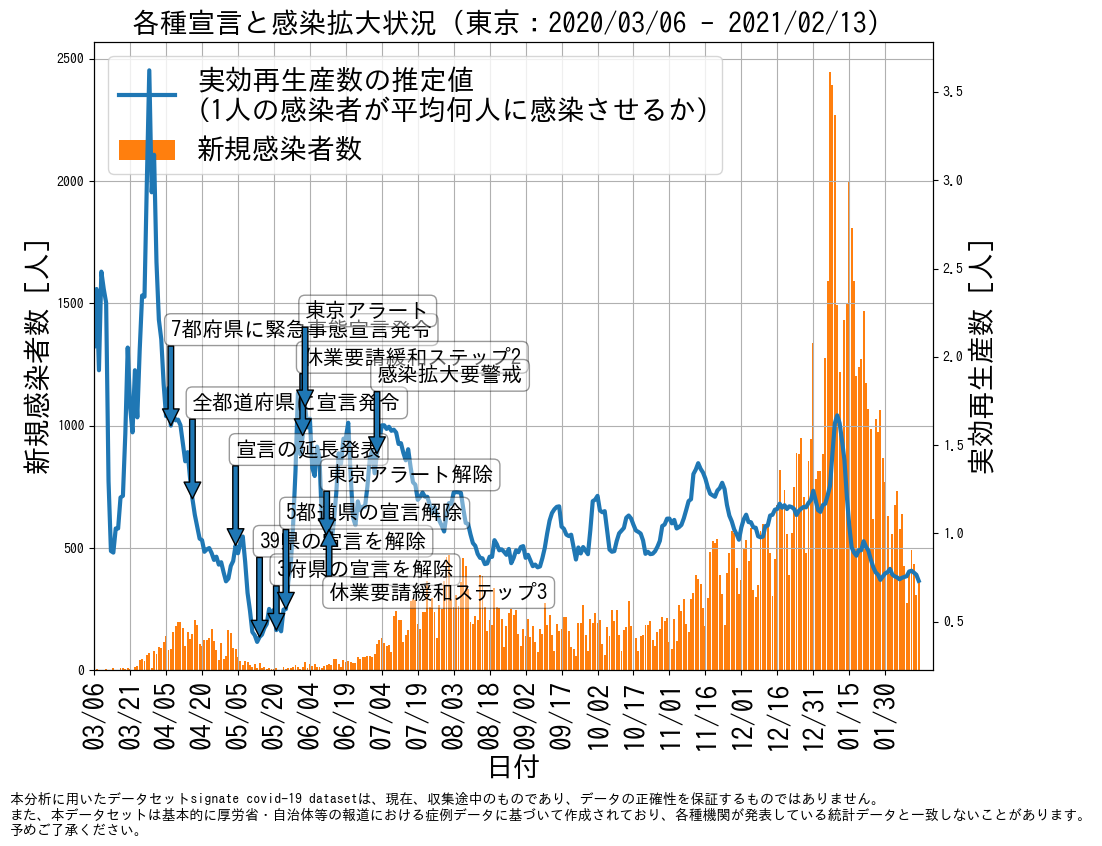 各種宣言と感染拡大状況 (東京：2020/03/06 - 2021/02/13)
実効再生産数の推定値
(1人の感染者が平均何人に感染させるか)
新規感染者数
新規感染者数 [人]
実効再生産数 [人]
2500
2000
1500
1000
500
0
3.5
3.0
2.5
2.0
1.5
1.0
0.5
東京アラート
7都府県に緊急事態宣言発令
休業要請緩和ステップ2
感染拡大要警戒
全都道府県に宣言発令
宣言の延長発表
東京アラート解除
5都道県の宣言解除
39県の宣言を解除
3府県の宣言を解除
休業要請緩和ステップ3
03/06
03/21
04/05
04/20
05/05
05/20
06/04
06/19
07/04
07/19
08/03
08/18
09/02
09/17
10/02
10/17
11/01
11/16
12/01
12/16
12/31
01/15
01/30
日付
本分析に用いたデータセットsignate covid-19 datasetは、現在、収集途中のものであり、データの正確性を保証するものではありません。
また、本データセットは基本的に厚労省・自治体等の報道における症例データに基づいて作成されており、各種機関が発表している統計データと一致しないことがあります。
予めご了承ください。